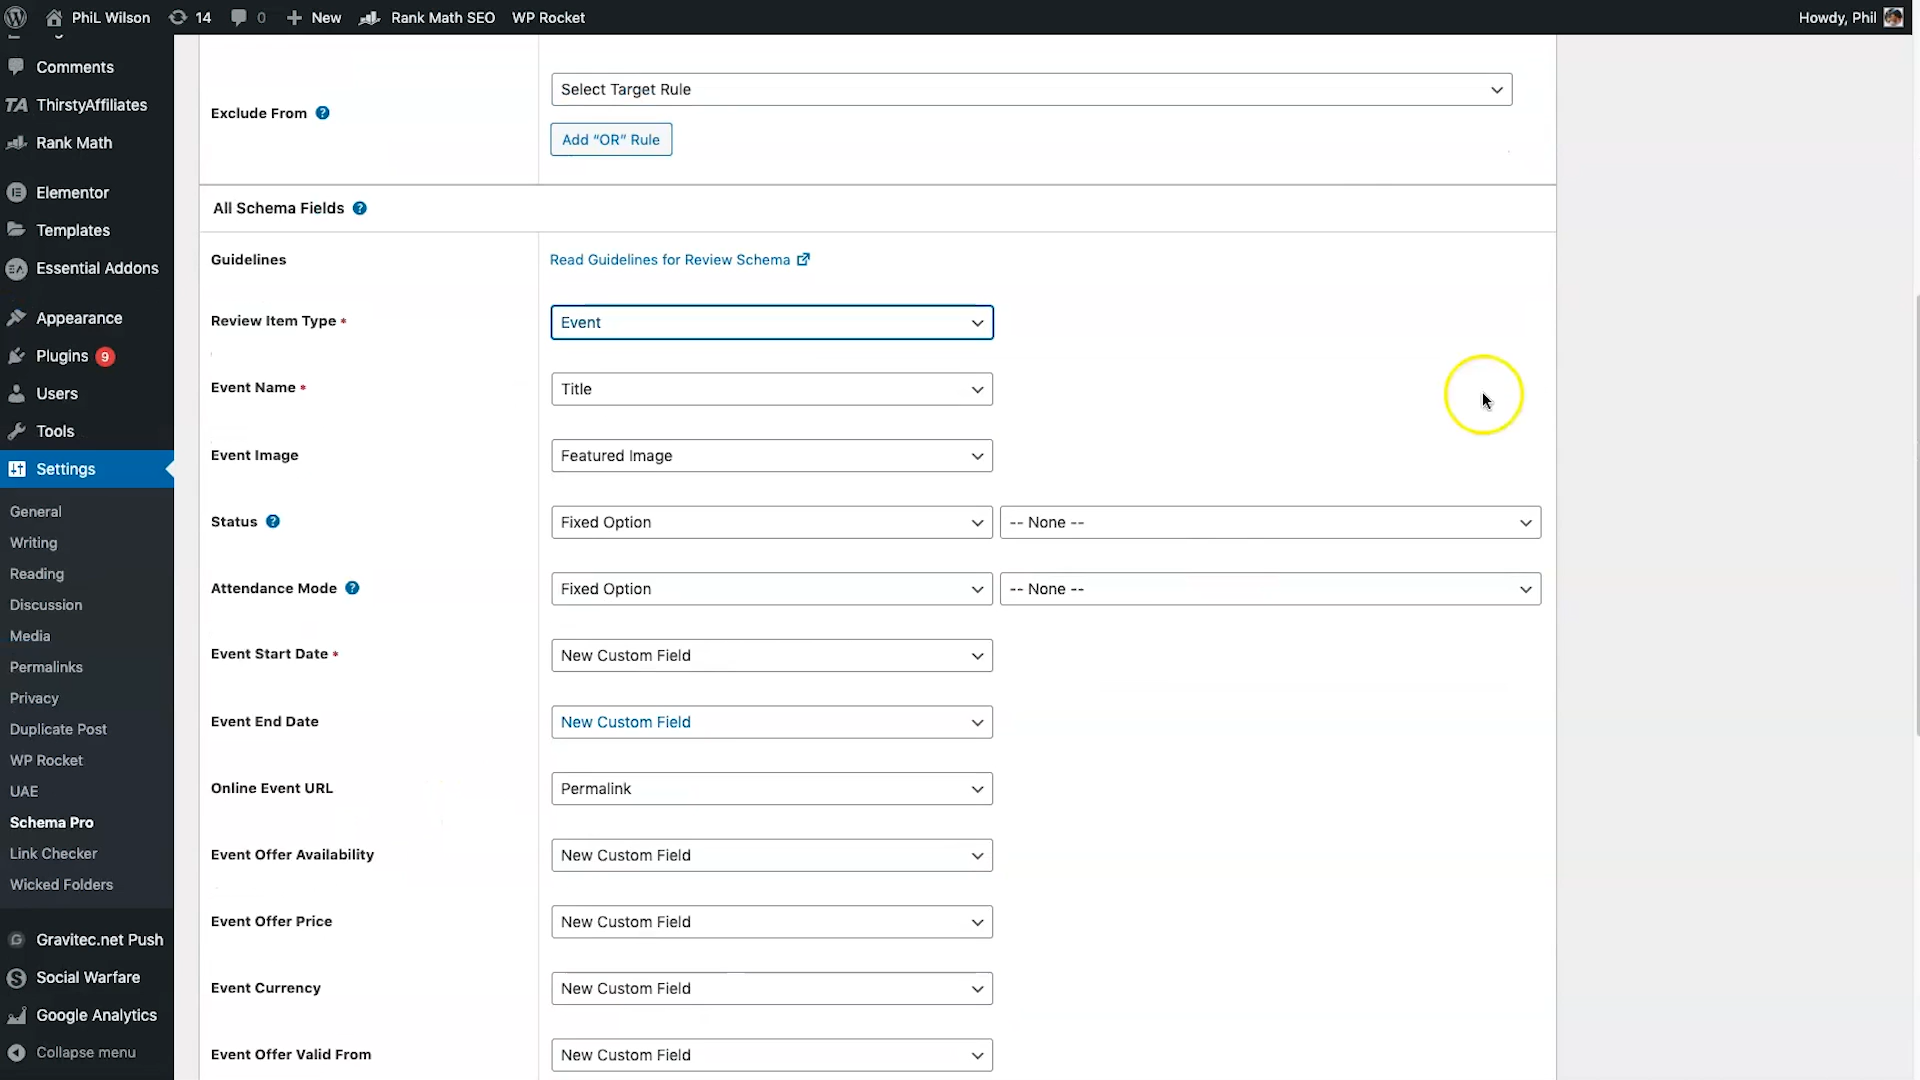 PhiL Wilson 14 0 New Rank Math SEO WP Rocket Howdy, Phil
Comments
ThirstyAffiliates
Rank Math
Elementor
Templates
Essential Addons
Appearance
Plugins 9
Users
Tools
Settings
General
Writing
Reading
Discussion
Media
Permalinks
Privacy
Duplicate Post
WP Rocket
UAE
Schema Pro
Link Checker
Wicked Folders
Gravitec.net Push
Social Warfare
Google Analytics
Collapse menu
Exclude From ? Select Target Rule
Add “OR” Rule
All Schema Fields ?
Guidelines Read Guidelines for Review Schema
Review Item Type * Event
Event Name * Title
Event Image Featured Image
Status ? Fixed Option -- None --
Attendance Mode ? Fixed Option -- None --
Event Start Date * New Custom Field
Event End Date New Custom Field
Online Event URL Permalink
Event Offer Availability New Custom Field
Event Offer Price New Custom Field
Event Currency New Custom Field
Event Offer Valid From New Custom Field